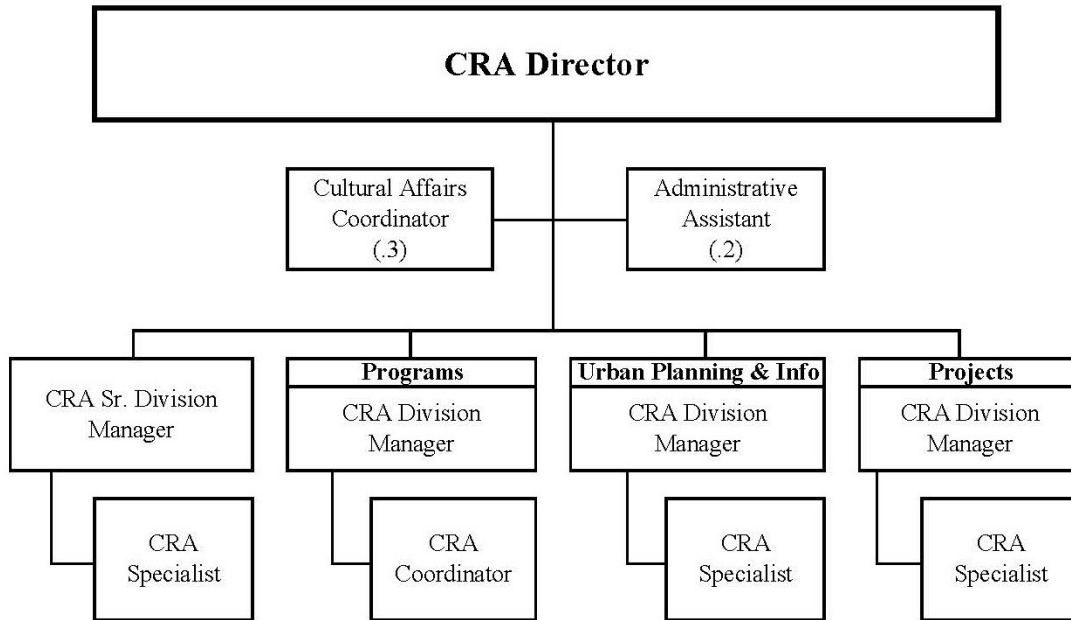 CRA Director
Cultural Affairs
Coordinator
(.3)
Administrative
Assistant
(.2)
CRA Sr. Division
Manager
Programs
CRA Division
Manager
Urban Planning & Info
CRA Division
Manager
Projects
CRA Division
Manager
CRA
Specialist
CRA
Coordinator
CRA
Specialist
CRA
Specialist